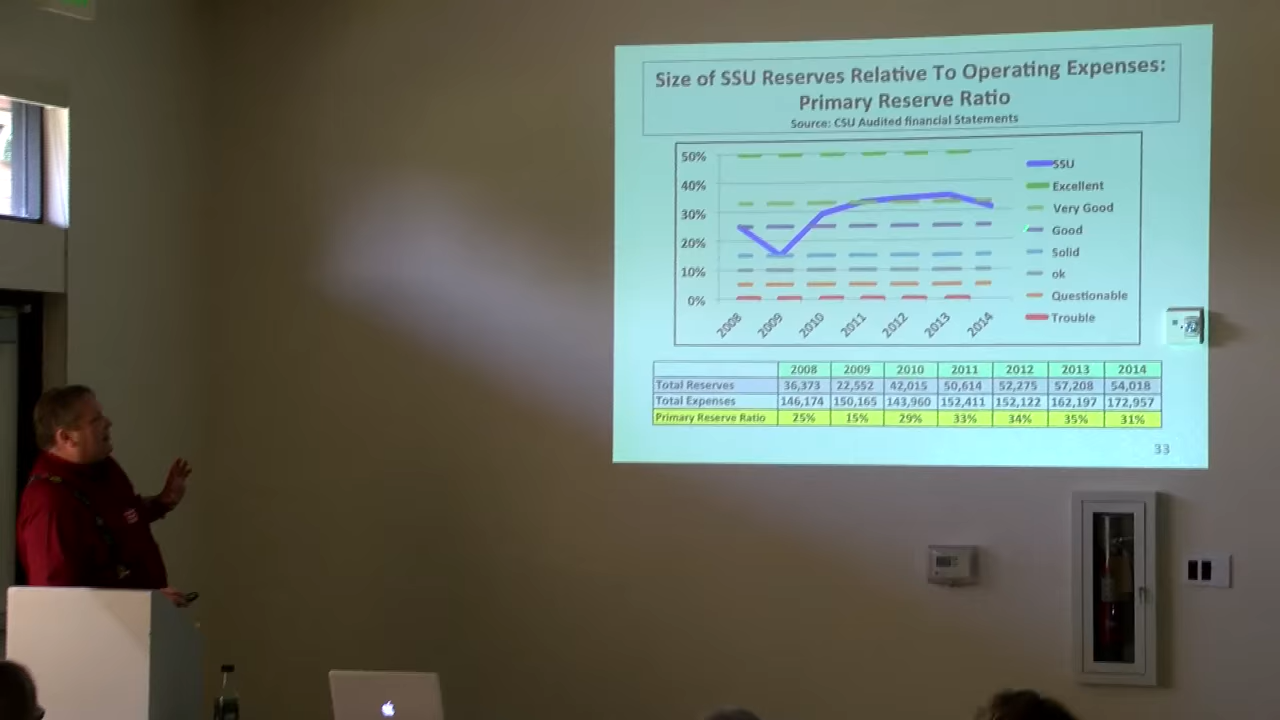 Size of SSU Reserves Relative To Operating Expenses:
Primary Reserve Ratio
Source: CSU Audited financial Statements
50%
40%
30%
20%
10%
0%
2008 2009 2010 2011 2012 2013 2014
SSU
Excellent
Very Good
Good
Solid
ok
Questionable
Trouble
2008 2009 2010 2011 2012 2013 2014
Total Reserves 36,373 22,552 42,015 50,614 52,275 57,208 54,018
Total Expenses 146,174 150,165 143,960 152,411 152,122 162,197 172,957
Primary Reserve Ratio 25% 15% 29% 33% 34% 35% 31%
33